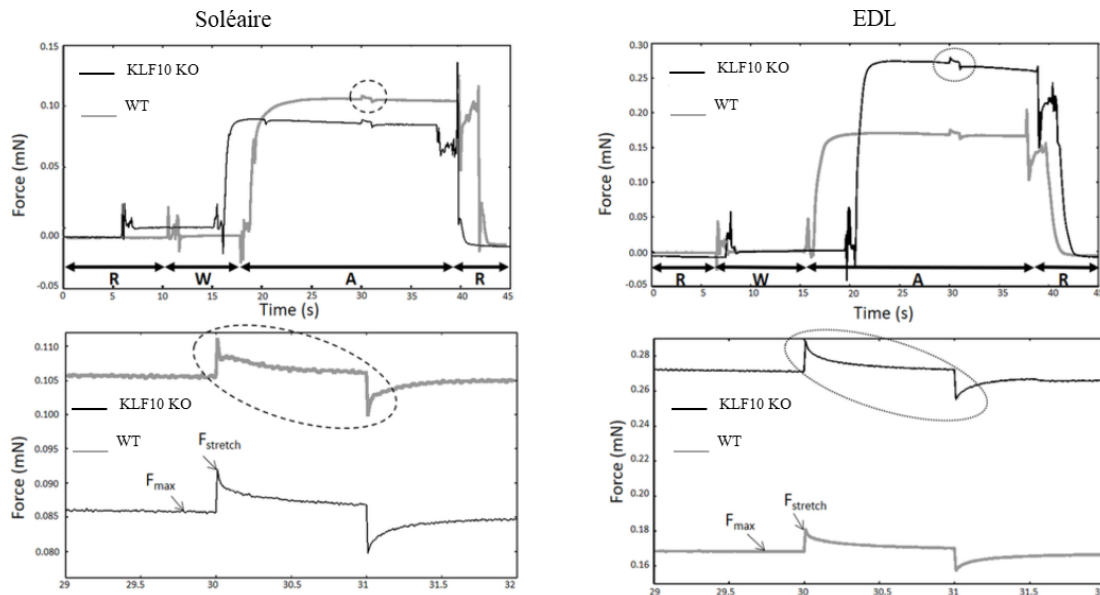 Soléaire
EDL
0.15
KLF10 KO
WT
0.10
0.05
0.00
-0.05
Force (mN)
R
W
A
R
0
5
10
15
20
25
30
35
40
45
Time (s)
0.30
KLF10 KO
WT
0.25
0.20
0.15
0.10
0.05
0.00
-0.05
Force (mN)
R
W
A
R
0
5
10
15
20
25
30
35
40
45
Time (s)
0.110
0.105
0.100
0.095
0.090
0.085
0.080
Force (mN)
KLF10 KO
WT
Fstretch
Fmax
29
29.5
30
30.5
31
31.5
32
0.28
0.26
0.24
0.22
0.20
0.18
0.16
Force (mN)
KLF10 KO
WT
Fstretch
Fmax
29
29.5
30
30.5
31
31.5